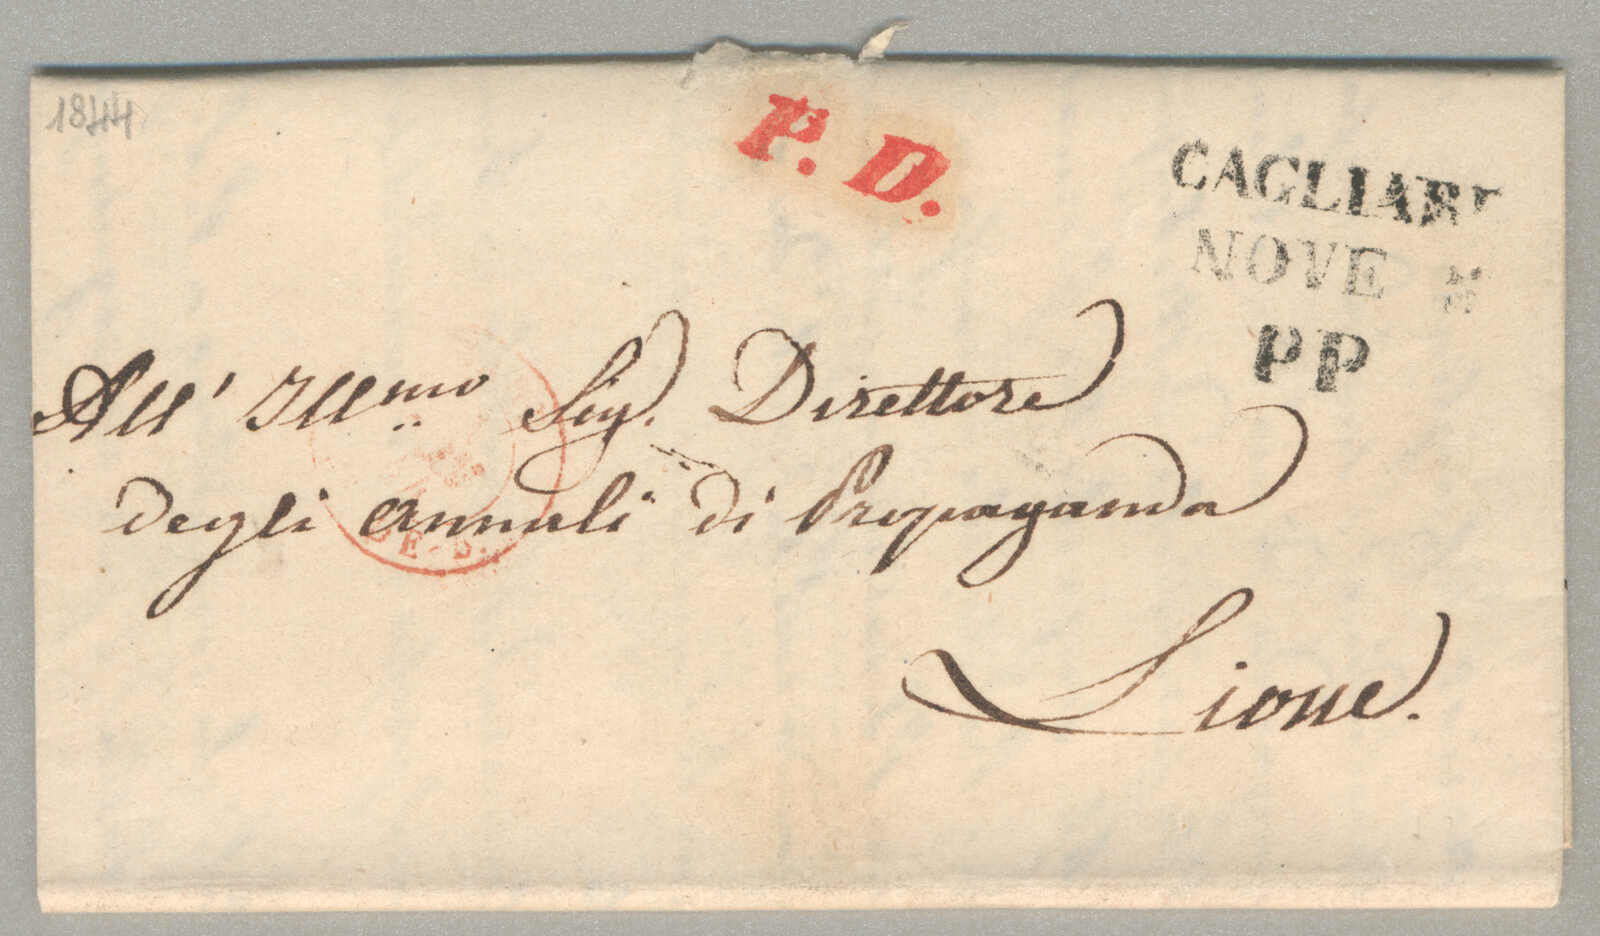 1844
P. D.
CAGLIARI
NOVE
PP
All' Ill.mo Sig. Direttore
degli Annali di Propaganda
Lione.